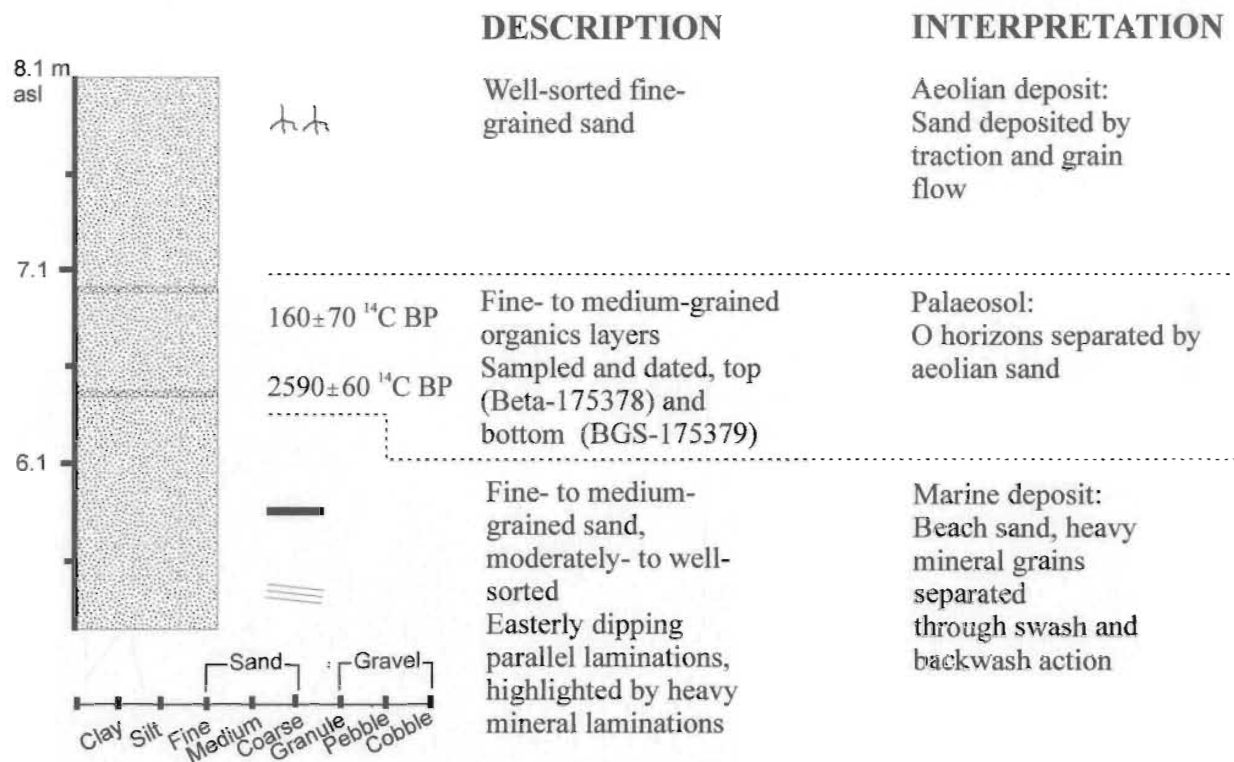 DESCRIPTION
INTERPRETATION
8.1 m
asl
Well-sorted fine-
grained sand
Aeolian deposit:
Sand deposited by
traction and grain
flow
7.1
160±70 ¹⁴C BP
2590±60 ¹⁴C BP
Fine- to medium-grained
organics layers
Sampled and dated, top
(Beta-175378) and
bottom (BGS-175379)
Palaeosol:
O horizons separated by
aeolian sand
6.1
Fine- to medium-
grained sand,
moderately- to well-
sorted
Easterly dipping
parallel laminations,
highlighted by heavy
mineral laminations
Marine deposit:
Beach sand, heavy
mineral grains
separated
through swash and
backwash action
Sand
Gravel
Clay
Silt
Fine
Medium
Coarse
Granule
Pebble
Cobble